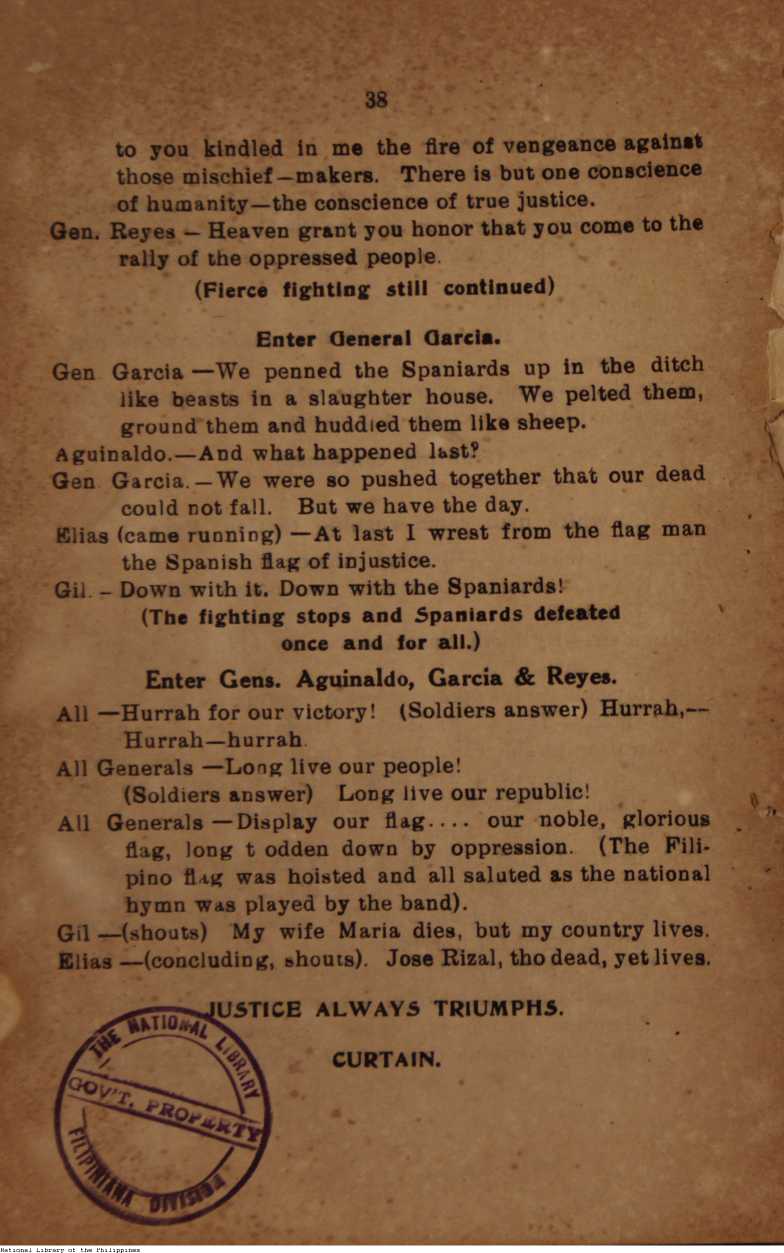 38
to you kindled in me the fire of vengeance against
those mischief—makers. There is but one conscience
of humanity—the conscience of true justice.
Gen. Reyes — Heaven grant you honor that you come to the
rally of the oppressed people.
(Fierce fighting still continued)
Enter General Garcia.
Gen Garcia —We penned the Spaniards up in the ditch
like beasts in a slaughter house. We pelted them,
ground them and huddled them like sheep.
Aguinaldo.—And what happened last?
Gen Garcia.—We were so pushed together that our dead
could not fall. But we have the day.
Elias (came running) —At last I wrest from the flag man
the Spanish flag of injustice.
Gil. – Down with it. Down with the Spaniards!
(The fighting stops and Spaniards defeated
once and for all.)
Enter Gens. Aguinaldo, Garcia & Reyes.
All —Hurrah for our victory! (Soldiers answer) Hurrah,--
Hurrah—hurrah.
All Generals —Long live our people!
(Soldiers answer) Long live our republic!
All Generals —Display our flag.... our noble, glorious
flag, long t odden down by oppression. (The Fili-
pino flag was hoisted and all saluted as the national
hymn was played by the band).
Gil —(shouts) My wife Maria dies, but my country lives.
Elias —(concluding, shouts). Jose Rizal, tho dead, yet lives.
JUSTICE ALWAYS TRIUMPHS.
CURTAIN.
THE NATIONAL LIBRARY
GOV'T. PROPERTY
FILIPINIANA DIVISION
National Library of the Philippines